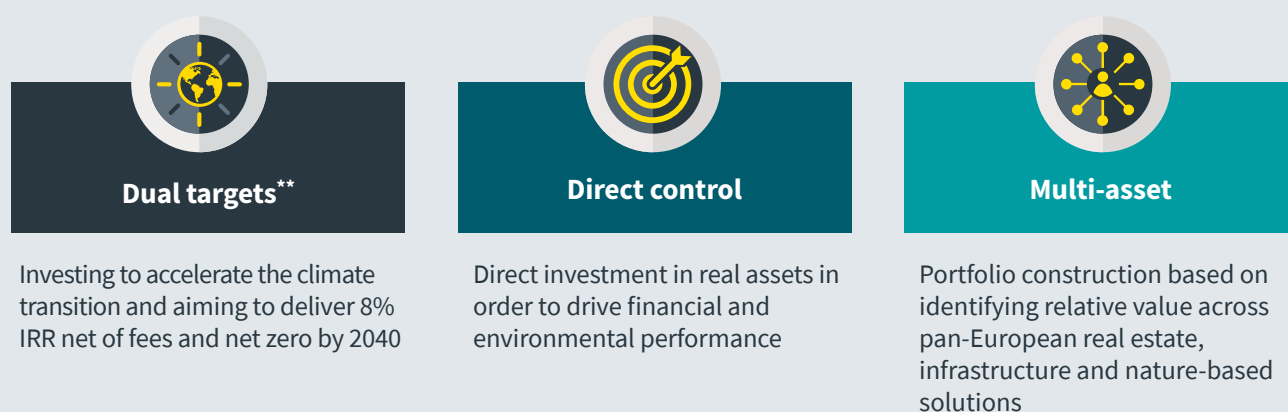 Dual targets**
Investing to accelerate the climate
transition and aiming to deliver 8%
IRR net of fees and net zero by 2040
Direct control
Direct investment in real assets in
order to drive financial and
environmental performance
Multi-asset
Portfolio construction based on
identifying relative value across
pan-European real estate,
infrastructure and nature-based
solutions